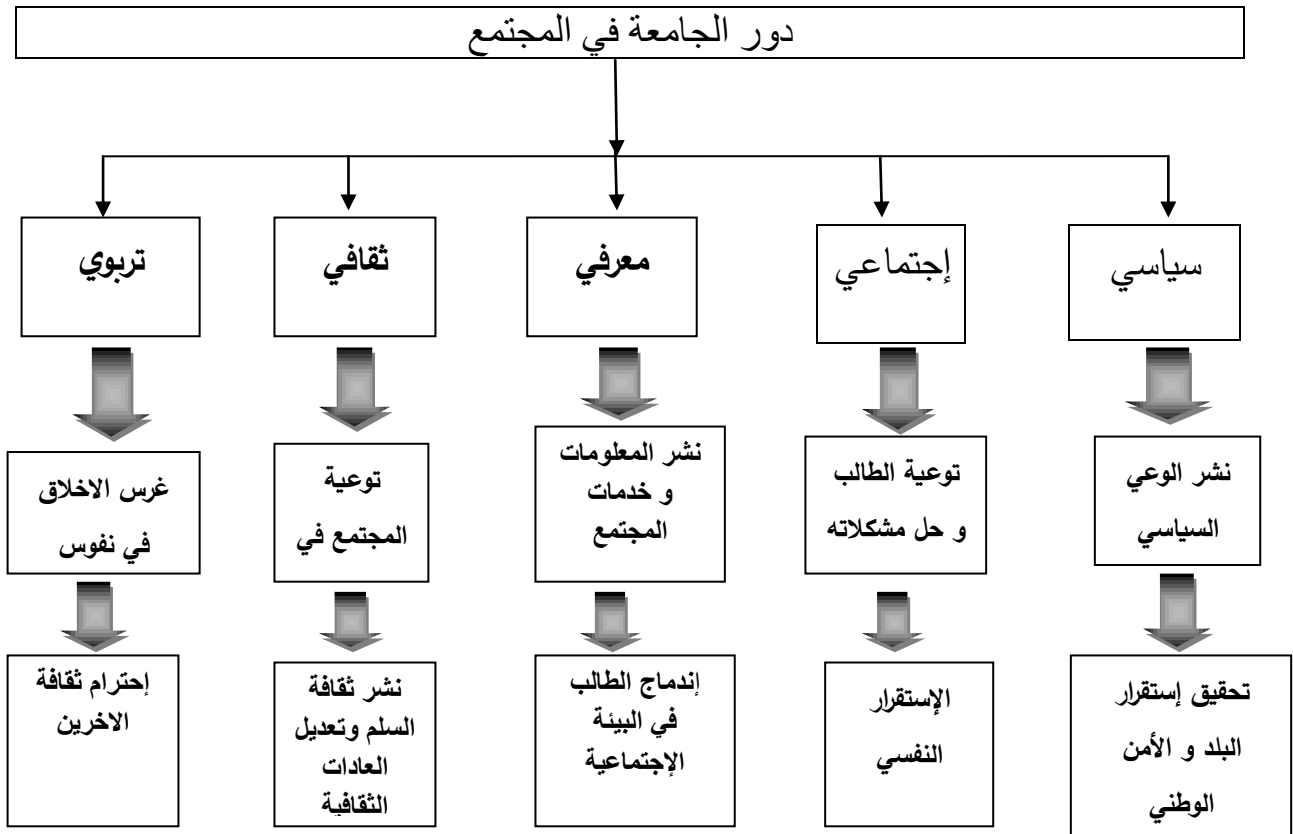 دور الجامعة في المجتمع
سياسي
إجتماعي
معرفي
ثقافي
تربوي
نشر الوعي
السياسي
توعية الطالب
و حل مشكلاته
نشر المعلومات
و خدمات
المجتمع
توعية
المجتمع في
غرس الاخلاق
في نفوس
تحقيق إستقرار
البلد و الأمن
الوطني
الإستقرار
النفسي
إندماج الطالب
في البيئة
الإجتماعية
نشر ثقافة
السلم وتعديل
العادات
الثقافية
إحترام ثقافة
الاخرين